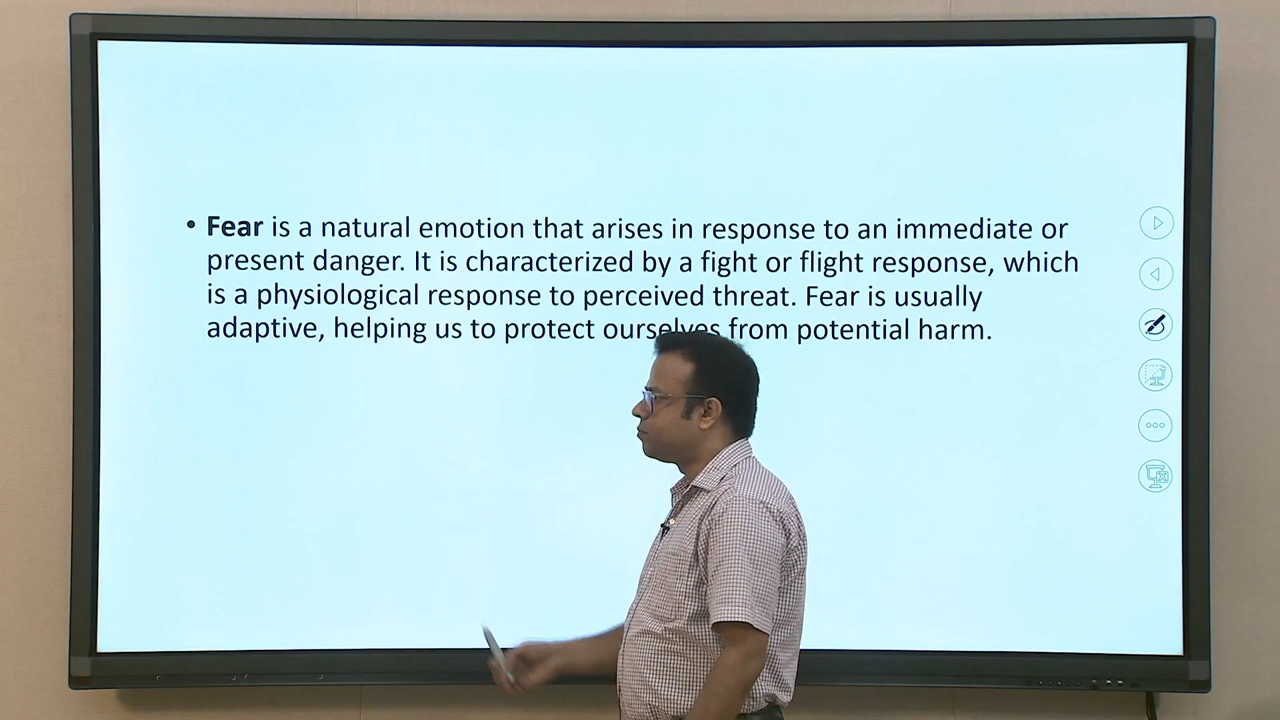 • Fear is a natural emotion that arises in response to an immediate or
present danger. It is characterized by a fight or flight response, which
is a physiological response to perceived threat. Fear is usually
adaptive, helping us to protect ourselves from potential harm.